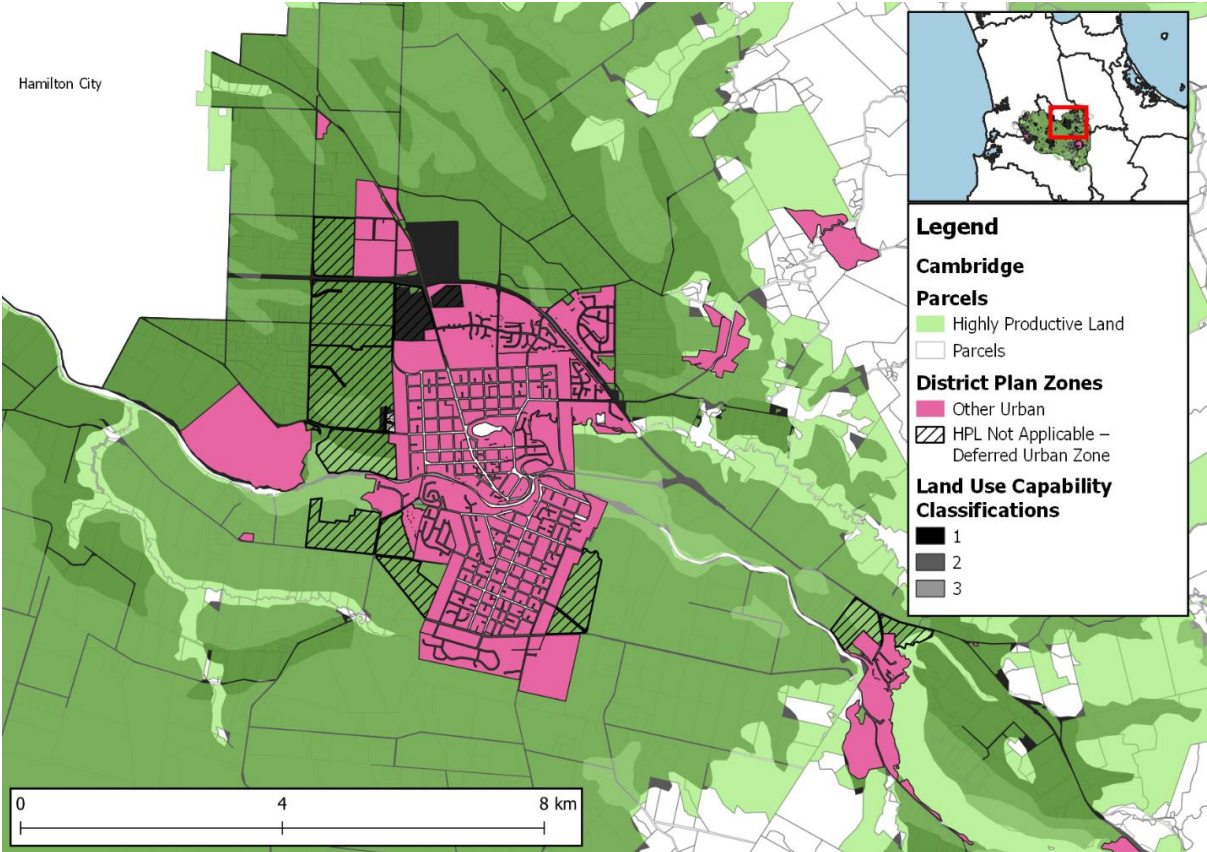 Hamilton City
Legend
Cambridge
Parcels
Highly Productive Land
Parcels
District Plan Zones
Other Urban
HPL Not Applicable –
Deferred Urban Zone
Land Use Capability
Classifications
1
2
3
0 4 8 km